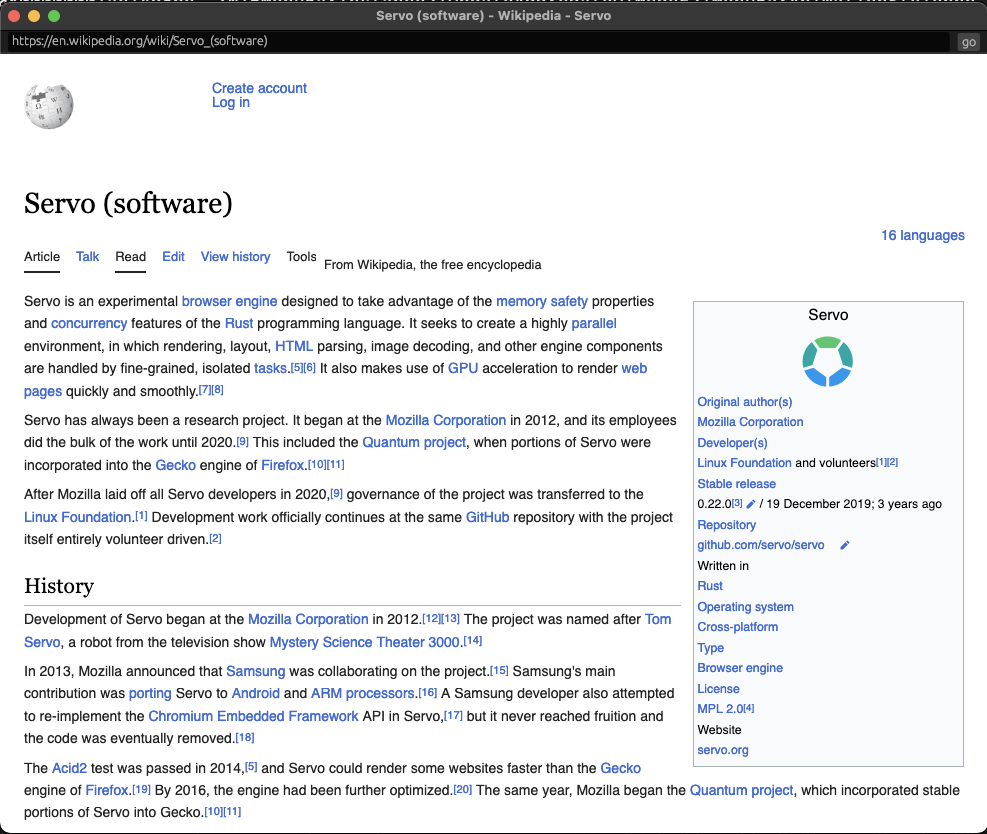 Servo (software) - Wikipedia - Servo
https://en.wikipedia.org/wiki/Servo_(software)
go
Create account
Log in
Servo (software)
16 languages
Article Talk Read Edit View history Tools
From Wikipedia, the free encyclopedia
Servo is an experimental browser engine designed to take advantage of the memory safety properties
and concurrency features of the Rust programming language. It seeks to create a highly parallel
environment, in which rendering, layout, HTML parsing, image decoding, and other engine components
are handled by fine-grained, isolated tasks.[5][6] It also makes use of GPU acceleration to render web
pages quickly and smoothly.[7][8]
Servo has always been a research project. It began at the Mozilla Corporation in 2012, and its employees
did the bulk of the work until 2020.[9] This included the Quantum project, when portions of Servo were
incorporated into the Gecko engine of Firefox.[10][11]
After Mozilla laid off all Servo developers in 2020,[9] governance of the project was transferred to the
Linux Foundation.[1] Development work officially continues at the same GitHub repository with the project
itself entirely volunteer driven.[2]
Servo
Original author(s)
Mozilla Corporation
Developer(s)
Linux Foundation and volunteers[1][2]
Stable release
0.22.0[3] / 19 December 2019; 3 years ago
Repository
github.com/servo/servo
Written in
Rust
Operating system
Cross-platform
Type
Browser engine
License
MPL 2.0[4]
Website
servo.org
History
Development of Servo began at the Mozilla Corporation in 2012.[12][13] The project was named after Tom
Servo, a robot from the television show Mystery Science Theater 3000.[14]
In 2013, Mozilla announced that Samsung was collaborating on the project.[15] Samsung's main
contribution was porting Servo to Android and ARM processors.[16] A Samsung developer also attempted
to re-implement the Chromium Embedded Framework API in Servo,[17] but it never reached fruition and
the code was eventually removed.[18]
The Acid2 test was passed in 2014,[5] and Servo could render some websites faster than the Gecko
engine of Firefox.[19] By 2016, the engine had been further optimized.[20] The same year, Mozilla began the Quantum project, which incorporated stable
portions of Servo into Gecko.[10][11]